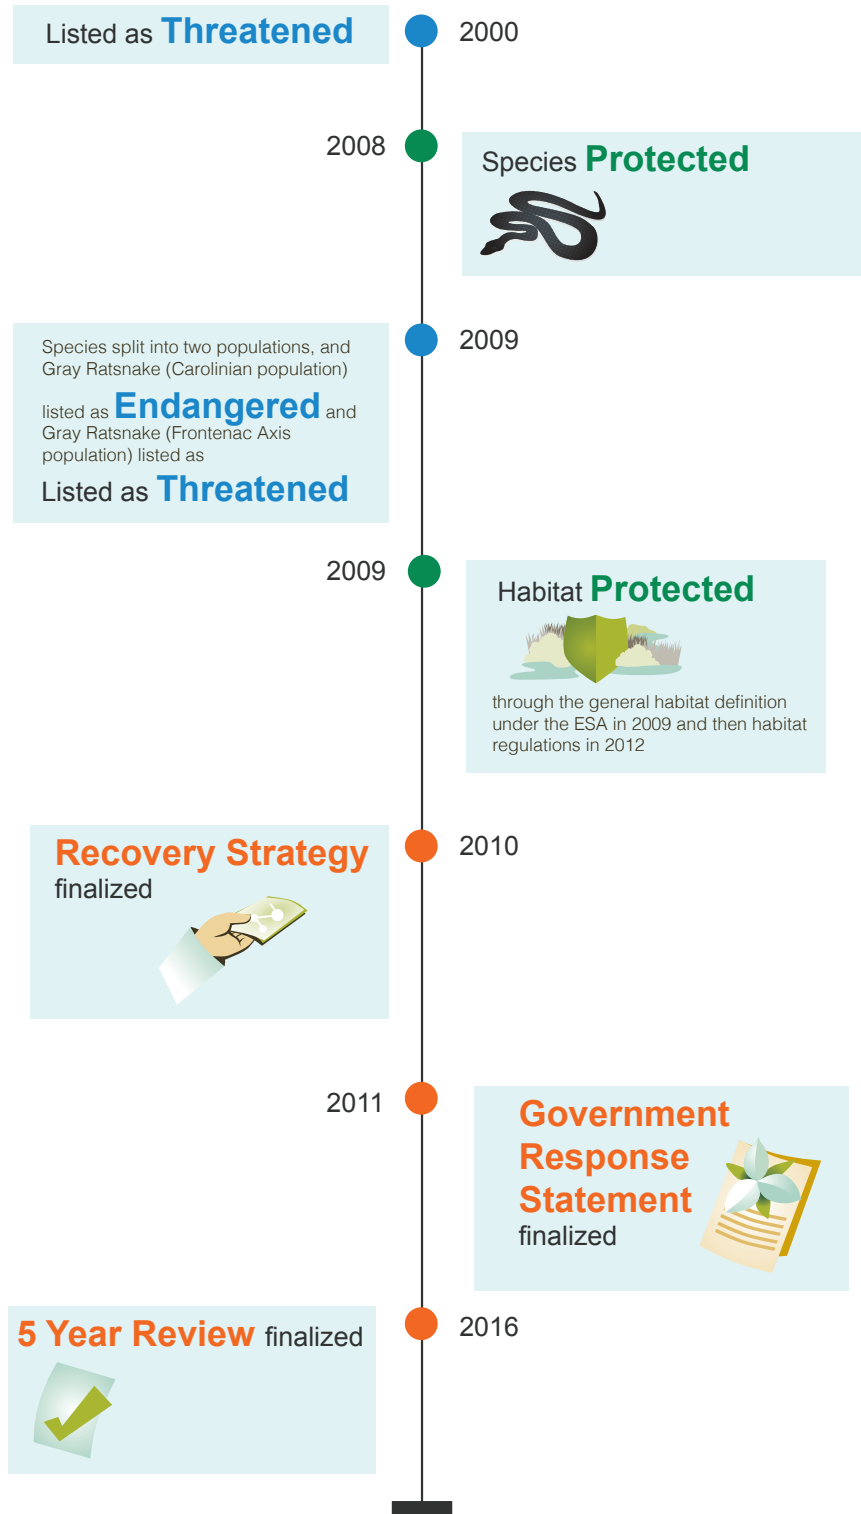 Listed as Threatened
2000
2008
Species Protected
2009
Species split into two populations, and
Gray Ratsnake (Carolinian population)
listed as Endangered and
Gray Ratsnake (Frontenac Axis
population) listed as
Listed as Threatened
2009
Habitat Protected
through the general habitat definition
under the ESA in 2009 and then habitat
regulations in 2012
Recovery Strategy
finalized
2010
2011
Government
Response
Statement
finalized
5 Year Review finalized
2016